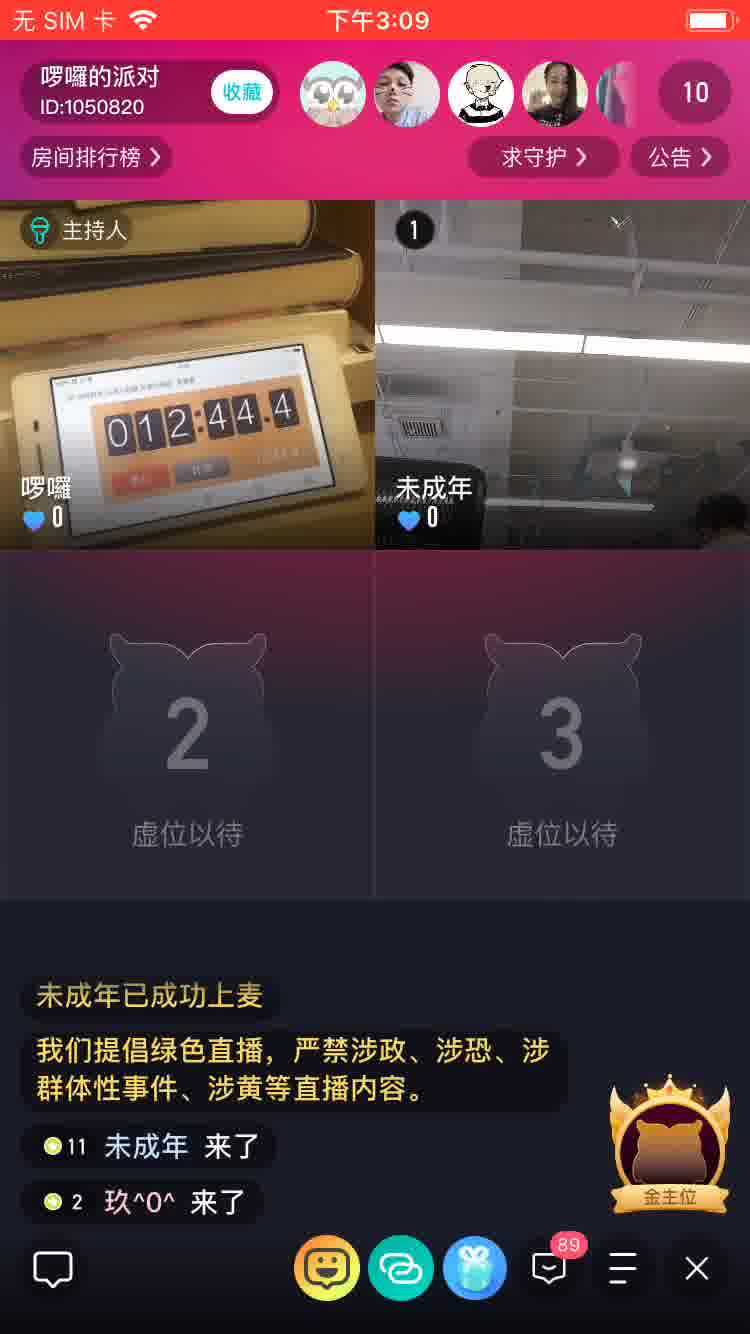 无 SIM 卡
下午3:09
啰囉的派对
ID:1050820
收藏
10
房间排行榜
求守护
公告
主持人
1
012:44.4
啰囉
0
未成年
0
2
虚位以待
3
虚位以待
未成年已成功上麦
我们提倡绿色直播，严禁涉政、涉恐、涉
群体性事件、涉黄等直播内容。
11 未成年 来了
2 玖^O^ 来了
金主位
89